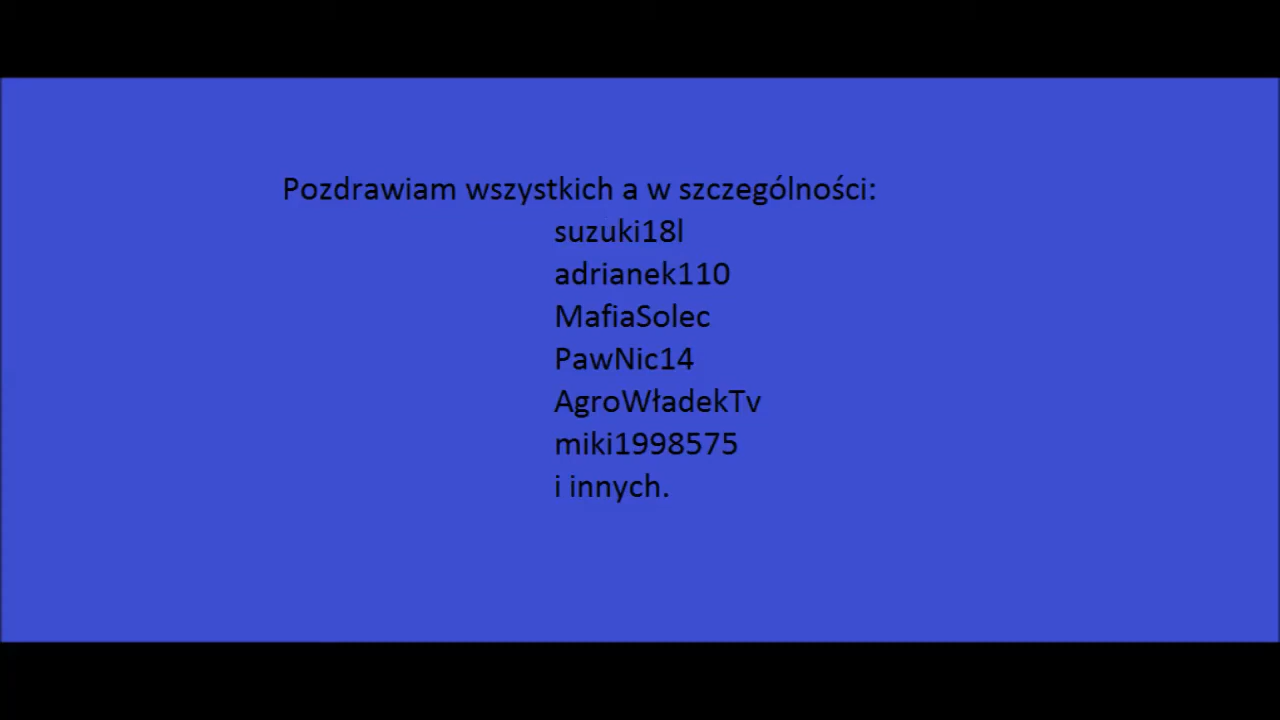 Pozdrawiam wszystkich a w szczególności:
suzuki18l
adrianek110
MafiaSolec
PawNic14
AgroWładekTv
miki1998575
i innych.